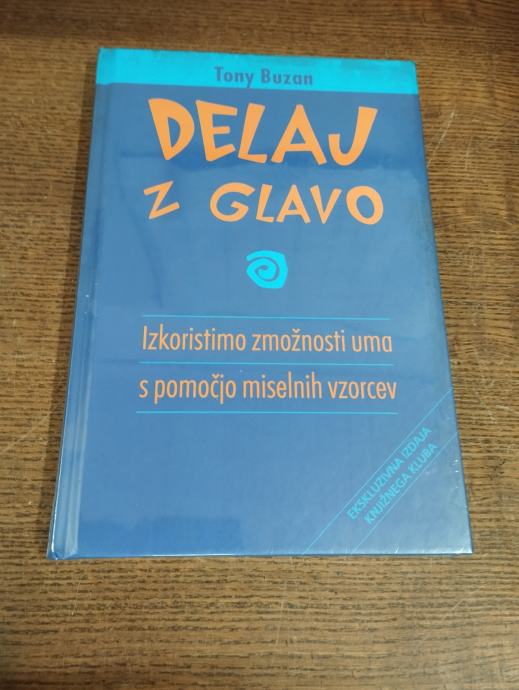 Tony Buzan
DELAJ
Z GLAVO
Izkoristimo zmožnosti uma
s pomočjo miselnih vzorcev
EKSKLUZIVNA IZDAJA
KNJIŽNEGA KLUBA